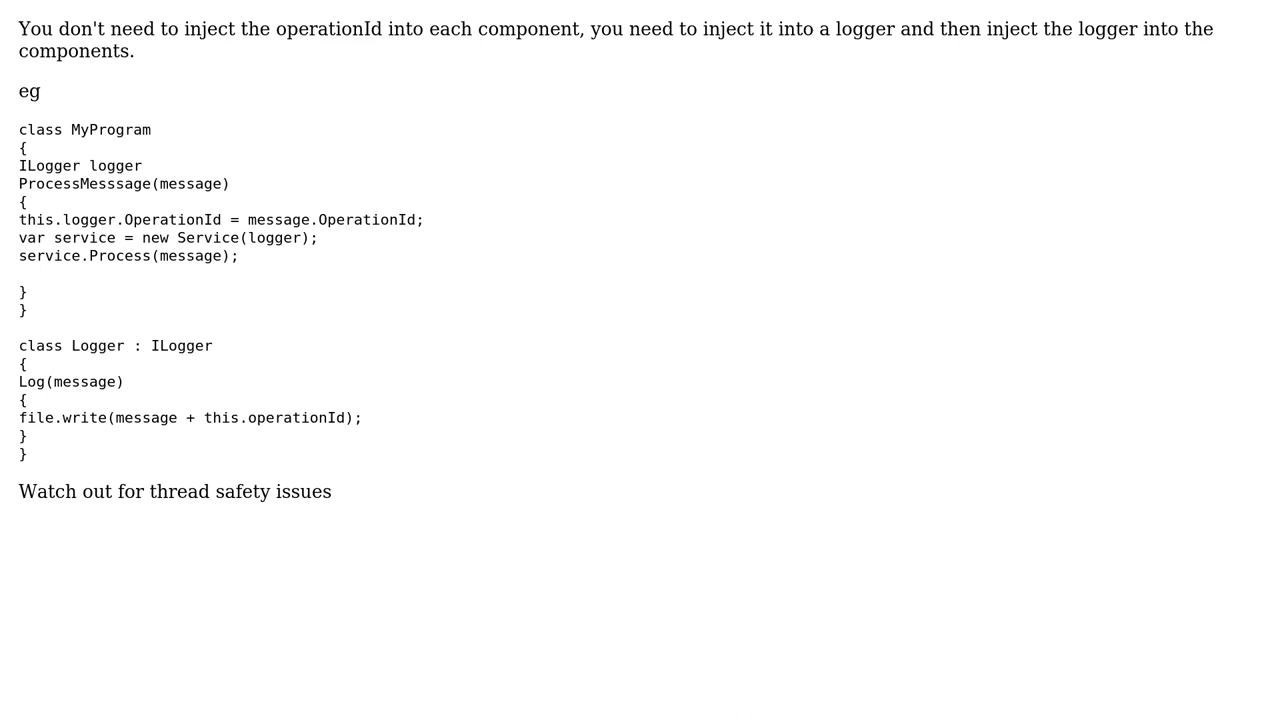 You don't need to inject the operationId into each component, you need to inject it into a logger and then inject the logger into the
components.
eg
class MyProgram
{
ILogger logger
ProcessMesssage(message)
{
this.logger.OperationId = message.OperationId;
var service = new Service(logger);
service.Process(message);
}
}
class Logger : ILogger
{
Log(message)
{
file.write(message + this.operationId);
}
}
Watch out for thread safety issues